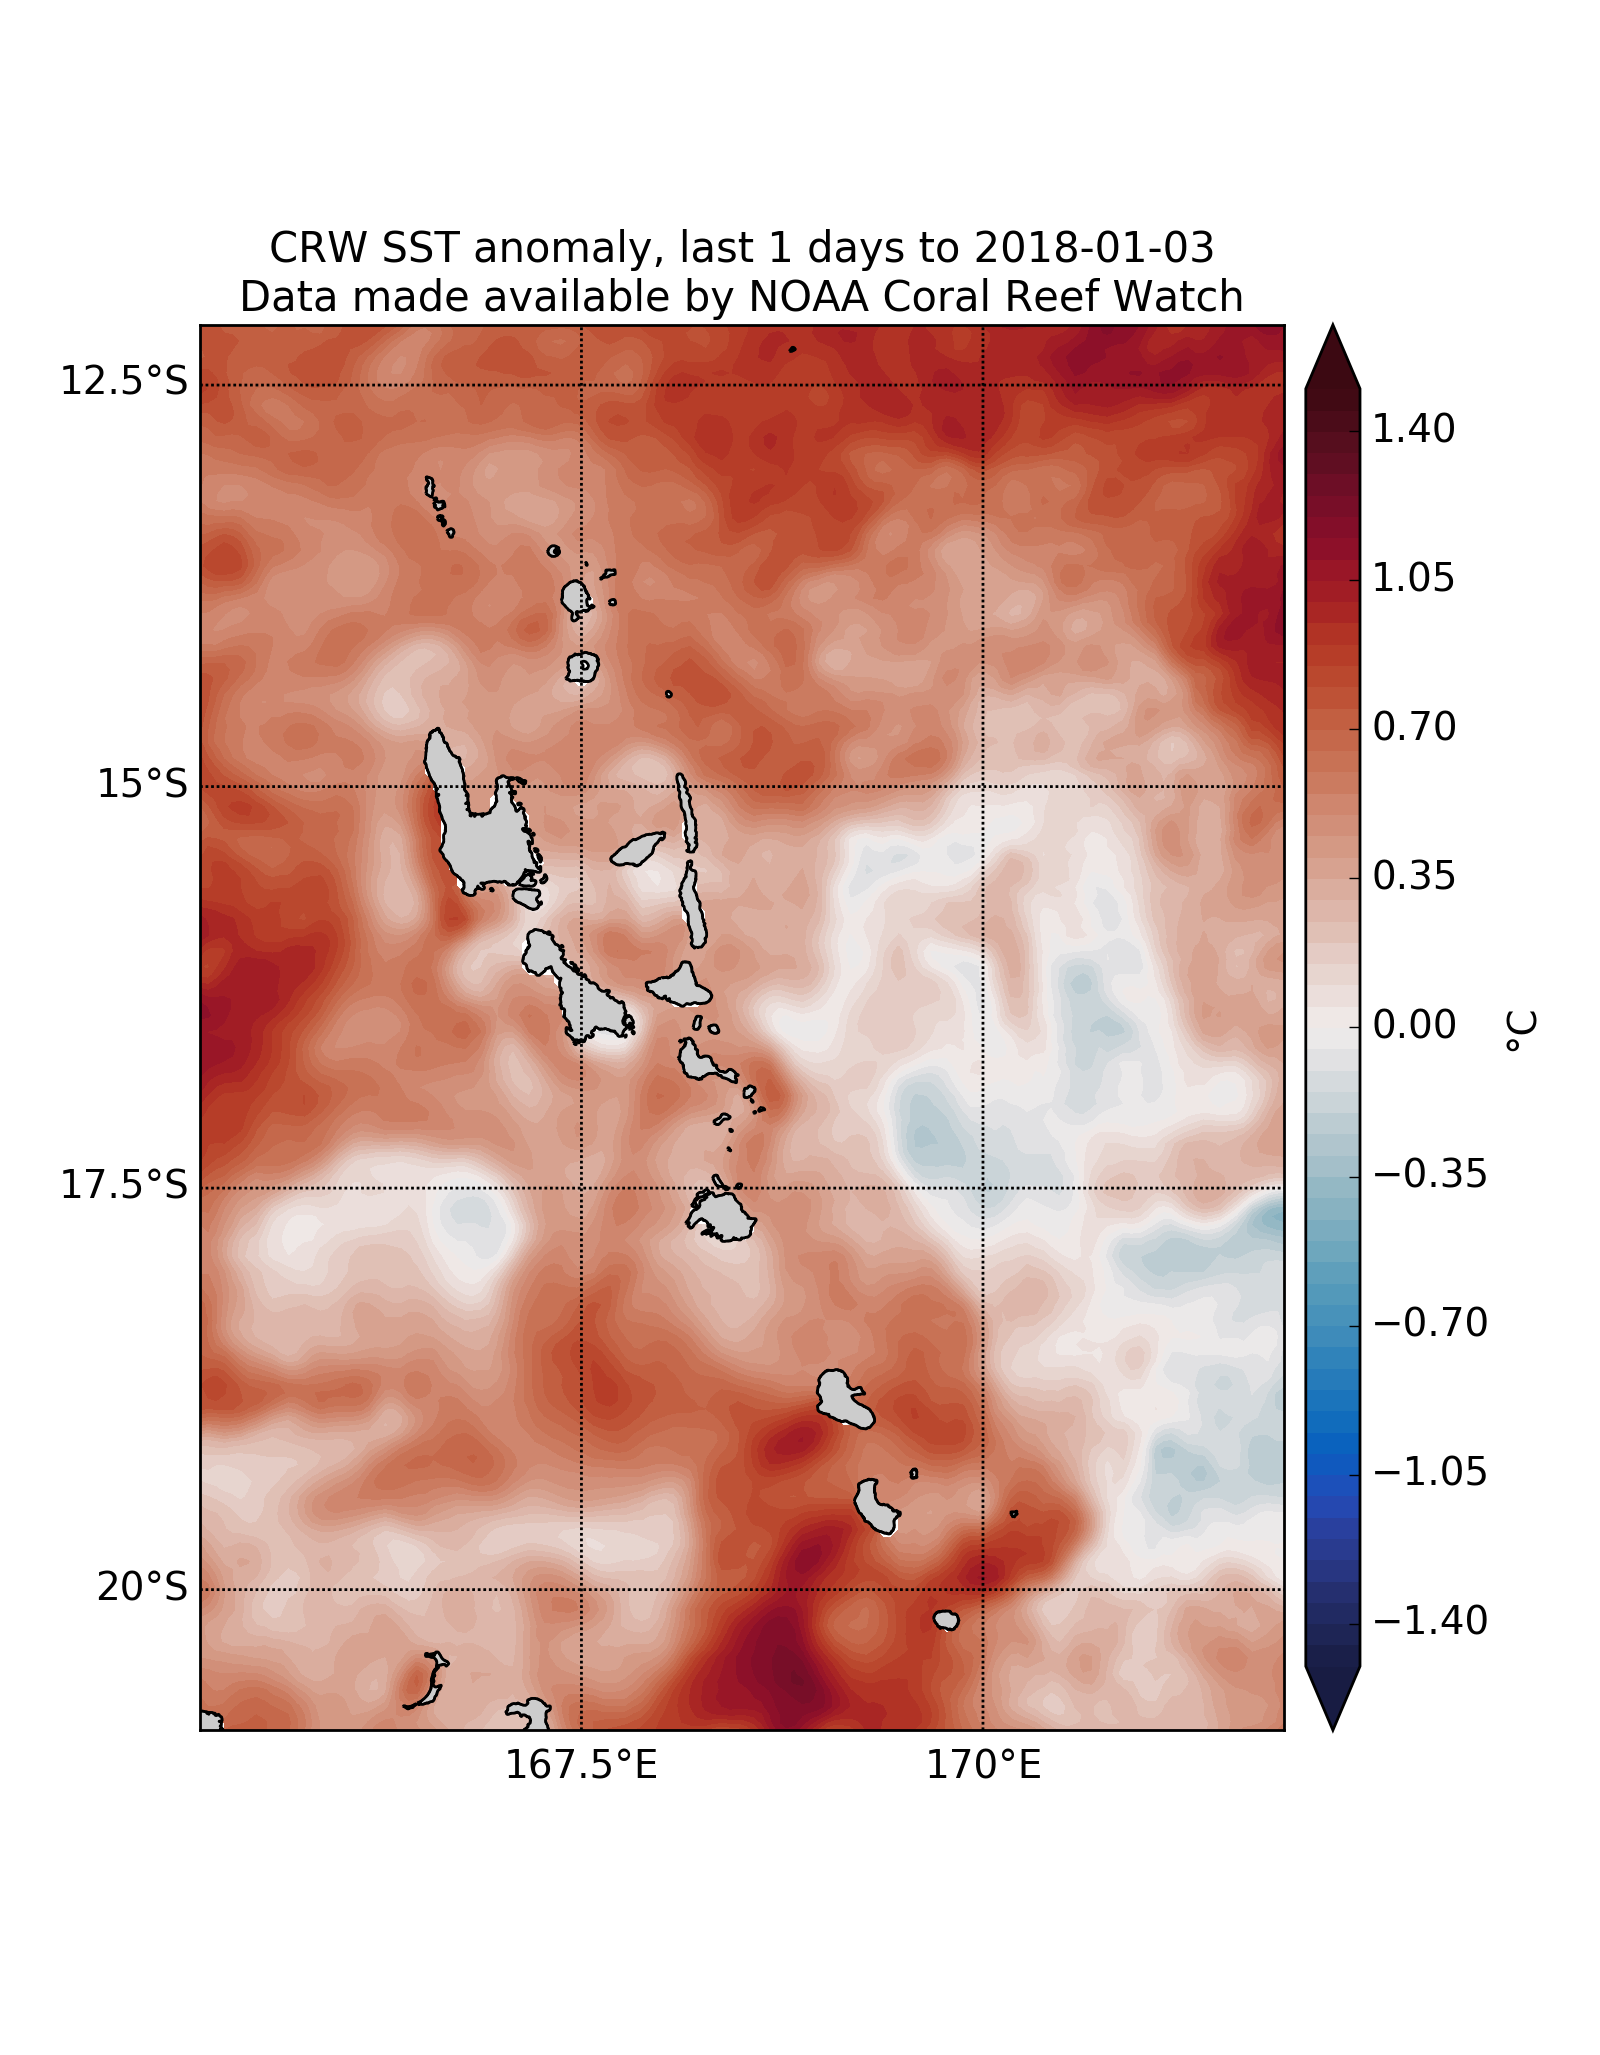 CRW SST anomaly, last 1 days to 2018-01-03
Data made available by NOAA Coral Reef Watch
12.5°S
15°S
17.5°S
20°S
167.5°E
170°E
1.40
1.05
0.70
0.35
0.00
−0.35
−0.70
−1.05
−1.40
°C